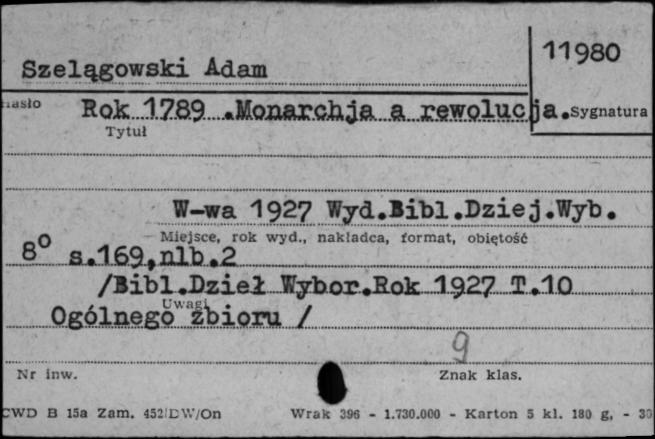 11980
Szelągowski Adam
hasło Rok 1789 .Monarchja a rewolucja. Sygnatura
Tytuł
W-wa 1927 Wyd.Bibl.Dziej.Wyb.
Miejsce, rok wyd., nakładca, format, objętość
8° s.169,nlb.2
/Bibl.Dzieł Wybor.Rok 1927 T.10
Uwagi
Ogólnego zbioru /
9
Nr inw. Znak klas.
CWD B 15a Zam. 452/DW/On Wrak 396 - 1.730.000 - Karton 5 kl. 180 g, - 30